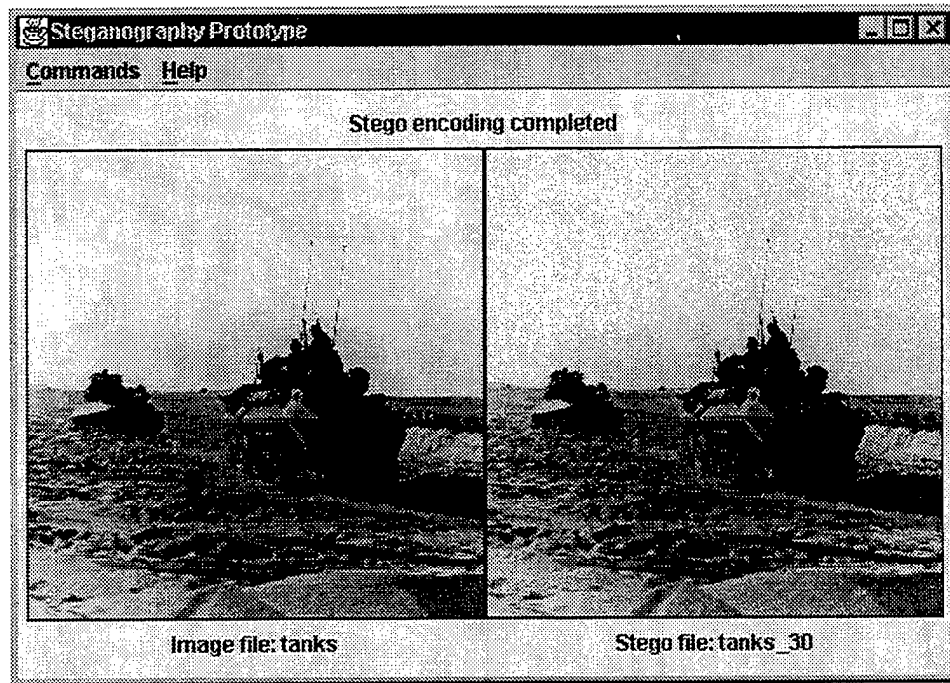 Steganography Prototype
Commands Help
Stego encoding completed
Image file: tanks
Stego file: tanks_30